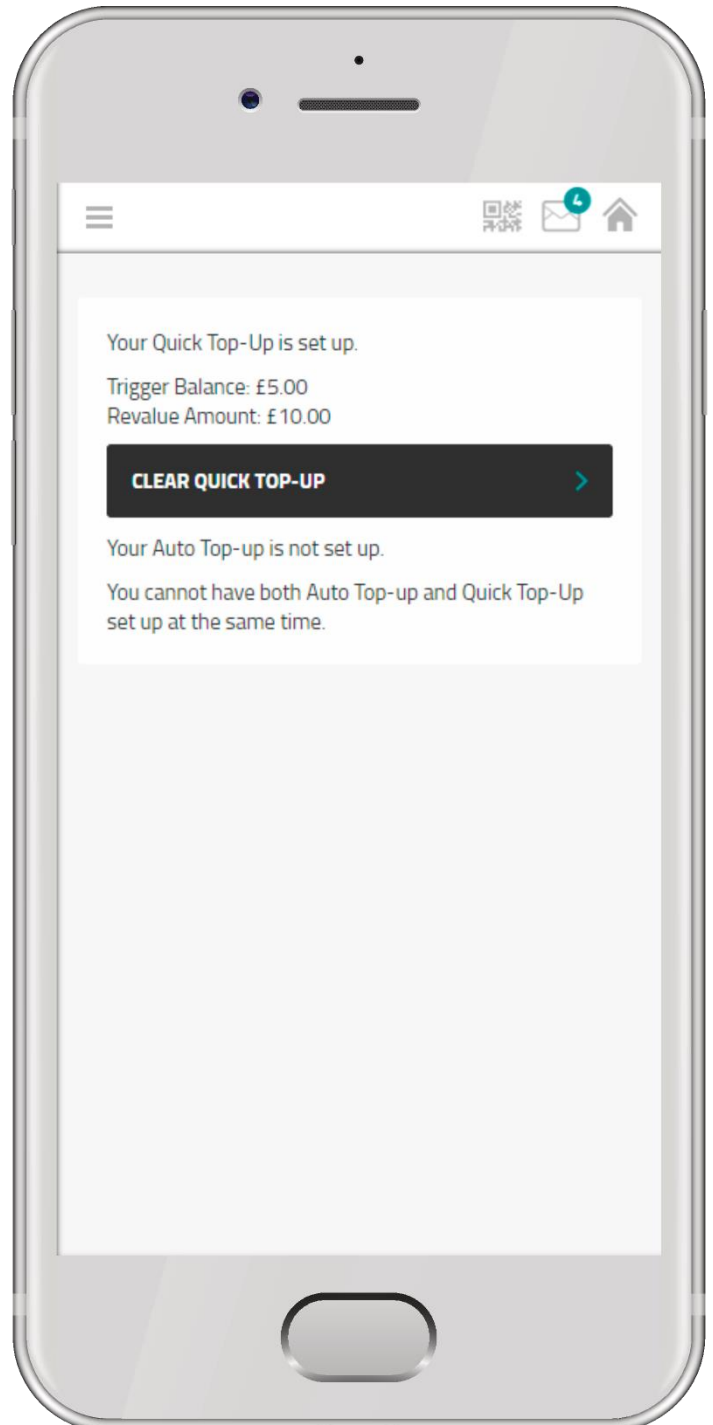 4
Your Quick Top-Up is set up.
Trigger Balance: £5.00
Revalue Amount: £10.00
CLEAR QUICK TOP-UP
Your Auto Top-up is not set up.
You cannot have both Auto Top-up and Quick Top-Up
set up at the same time.